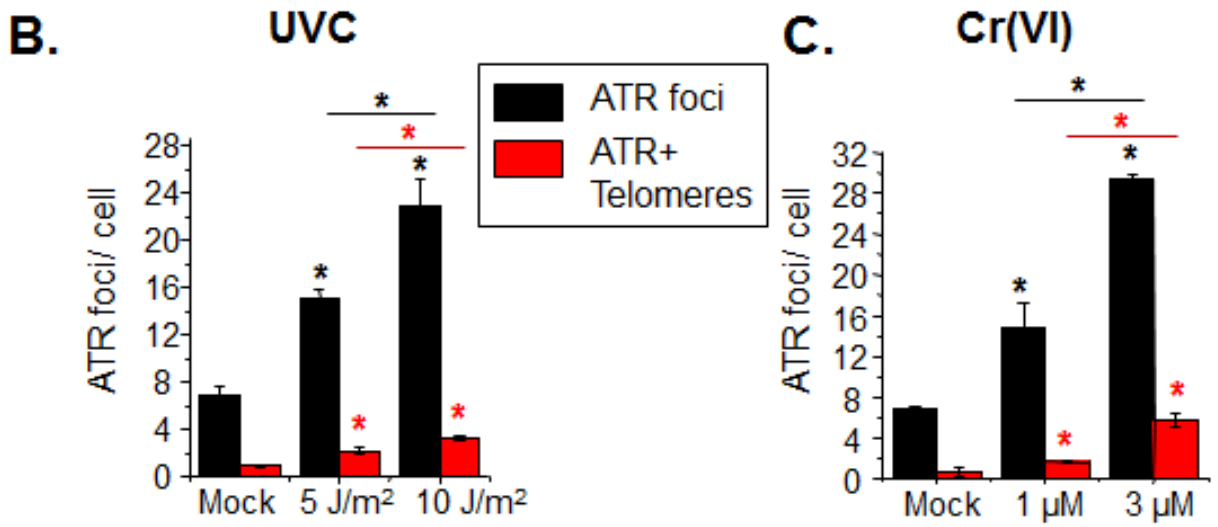 B.
UVC
ATR foci
ATR+
Telomeres
*
*
*
*
*
*
ATR foci/ cell
28
24
20
16
12
8
4
0
Mock 5 J/m² 10 J/m²
C.
Cr(VI)
*
*
*
*
*
*
ATR foci/ cell
32
28
24
20
16
12
8
4
0
Mock 1 µM 3 µM